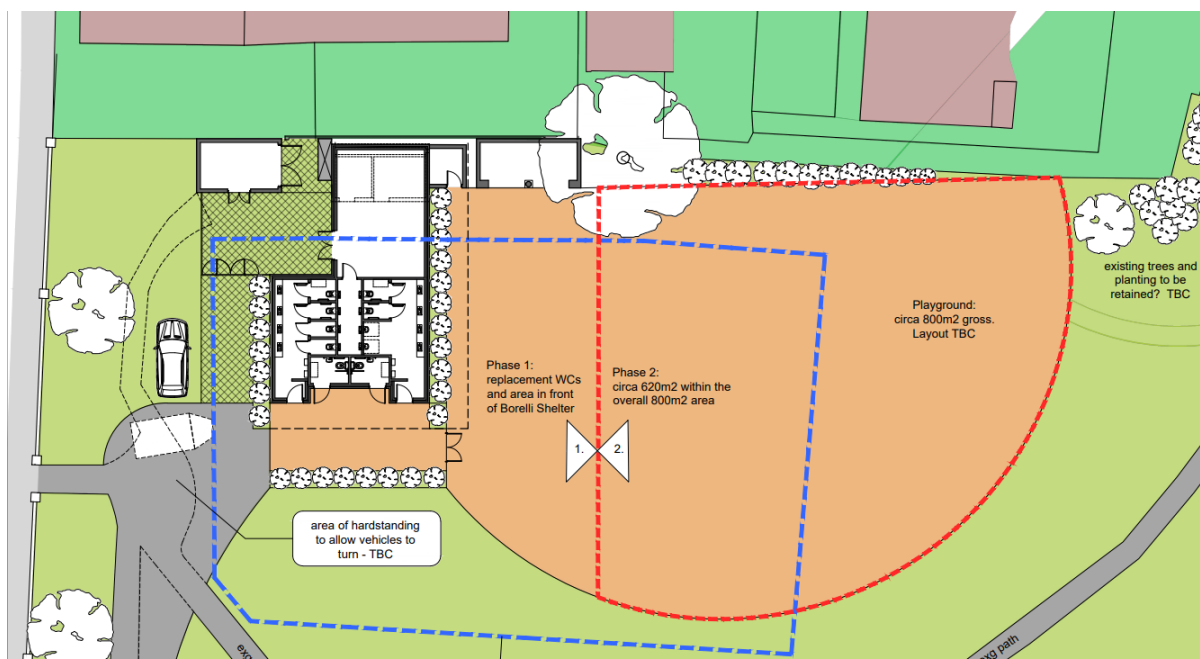 existing trees and
planting to be
retained? TBC
Playground:
circa 800m2 gross.
Layout TBC
Phase 1:
replacement WCs
and area in front
of Borelli Shelter
Phase 2:
circa 620m2 within the
overall 800m2 area
1.
2.
area of hardstanding
to allow vehicles to
turn - TBC
exg path